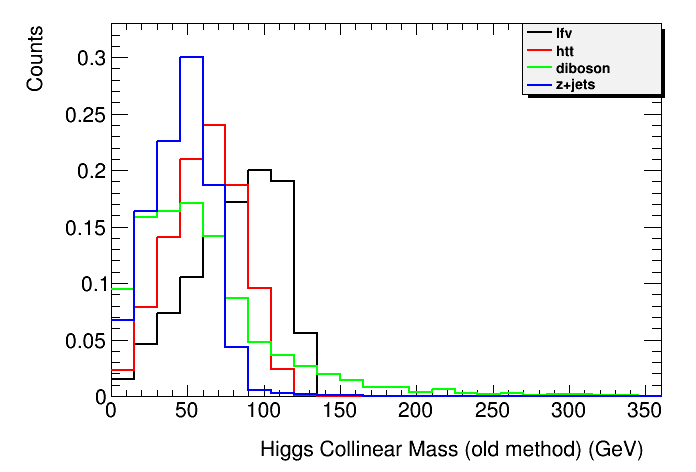 Counts
lfv
htt
diboson
z+jets
0.3
0.25
0.2
0.15
0.1
0.05
0
0 50 100 150 200 250 300 350
Higgs Collinear Mass (old method) (GeV)